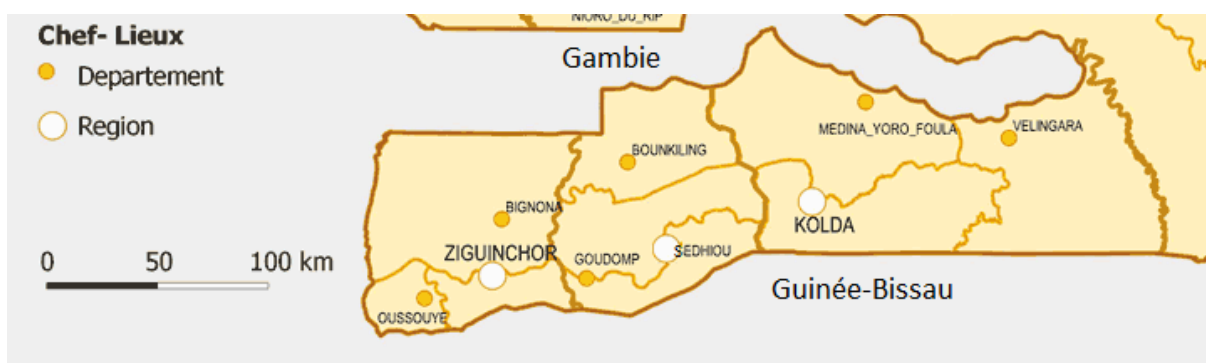 NIORO_DU_RIP
Chef- Lieux
Departement
Region
Gambie
MEDINA_YORO_FOULA
VELINGARA
BOUNKILING
BIGNONA
KOLDA
ZIGUINCHOR
GOUDOMP
SEDHIOU
0 50 100 km
Guinée-Bissau
OUSSOUYE